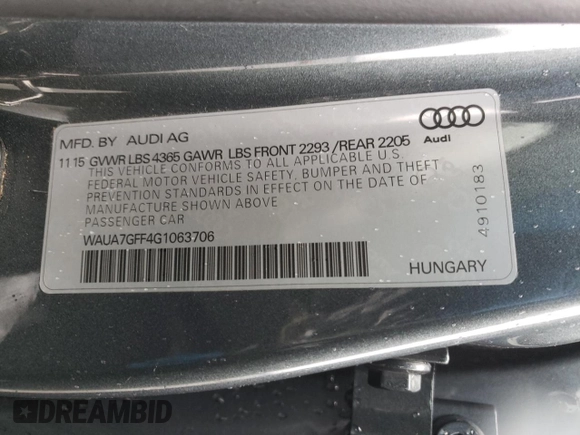 MFD. BY AUDI AG
Audi
11 15 GVWR LBS 4365 GAWR LBS FRONT 2293 /REAR 2205
THIS VEHICLE CONFORMS TO ALL APPLICABLE U.S.
FEDERAL MOTOR VEHICLE SAFETY, BUMPER AND THEFT
PREVENTION STANDARDS IN EFFECT ON THE DATE OF
MANUFACTURE SHOWN ABOVE
PASSENGER CAR
WAUA7GFF4G1063706
4910183
HUNGARY
DREAMBID